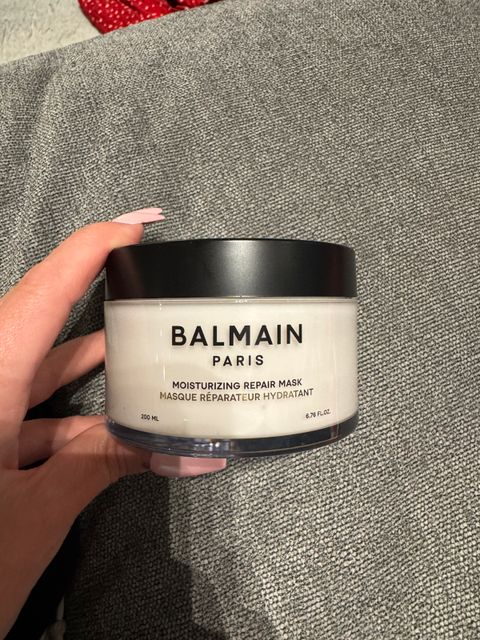 BALMAIN
PARIS
MOISTURIZING REPAIR MASK
MASQUE RÉPARATEUR HYDRATANT
200 ML
6.76 FL.OZ.